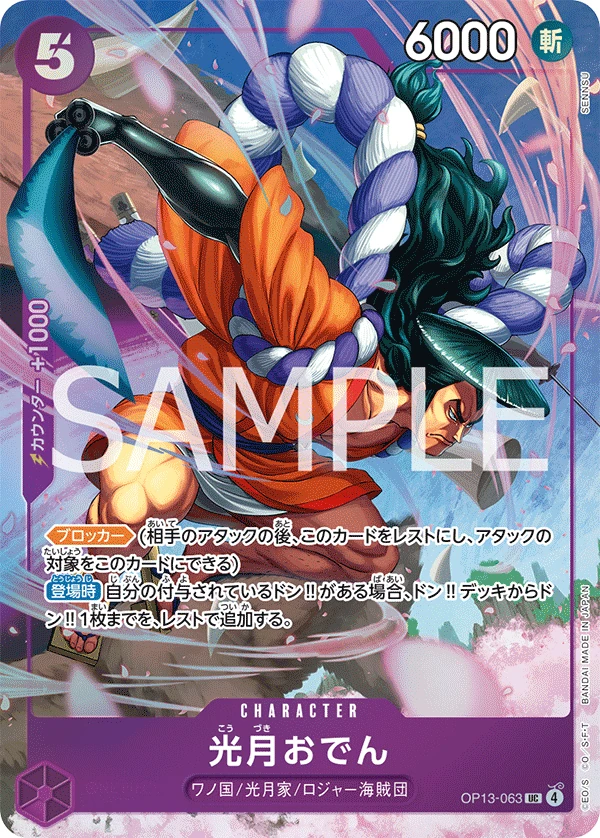 5
6000
斬
SENNSU
カウンター +1000
SAMPLE
ブロッカー (相手のアタックの後、このカードをレストにし、アタックの
対象をこのカードにできる)
登場時 自分の付与されているドン!!がある場合、ドン!!デッキからド
ン!!1枚までを、レストで追加する。
CHARACTER
光月おでん
ワノ国/光月家/ロジャー海賊団
OP13-063 UC 4
©E.O/S. ©O/S・F・T BANDAI MADE IN JAPAN